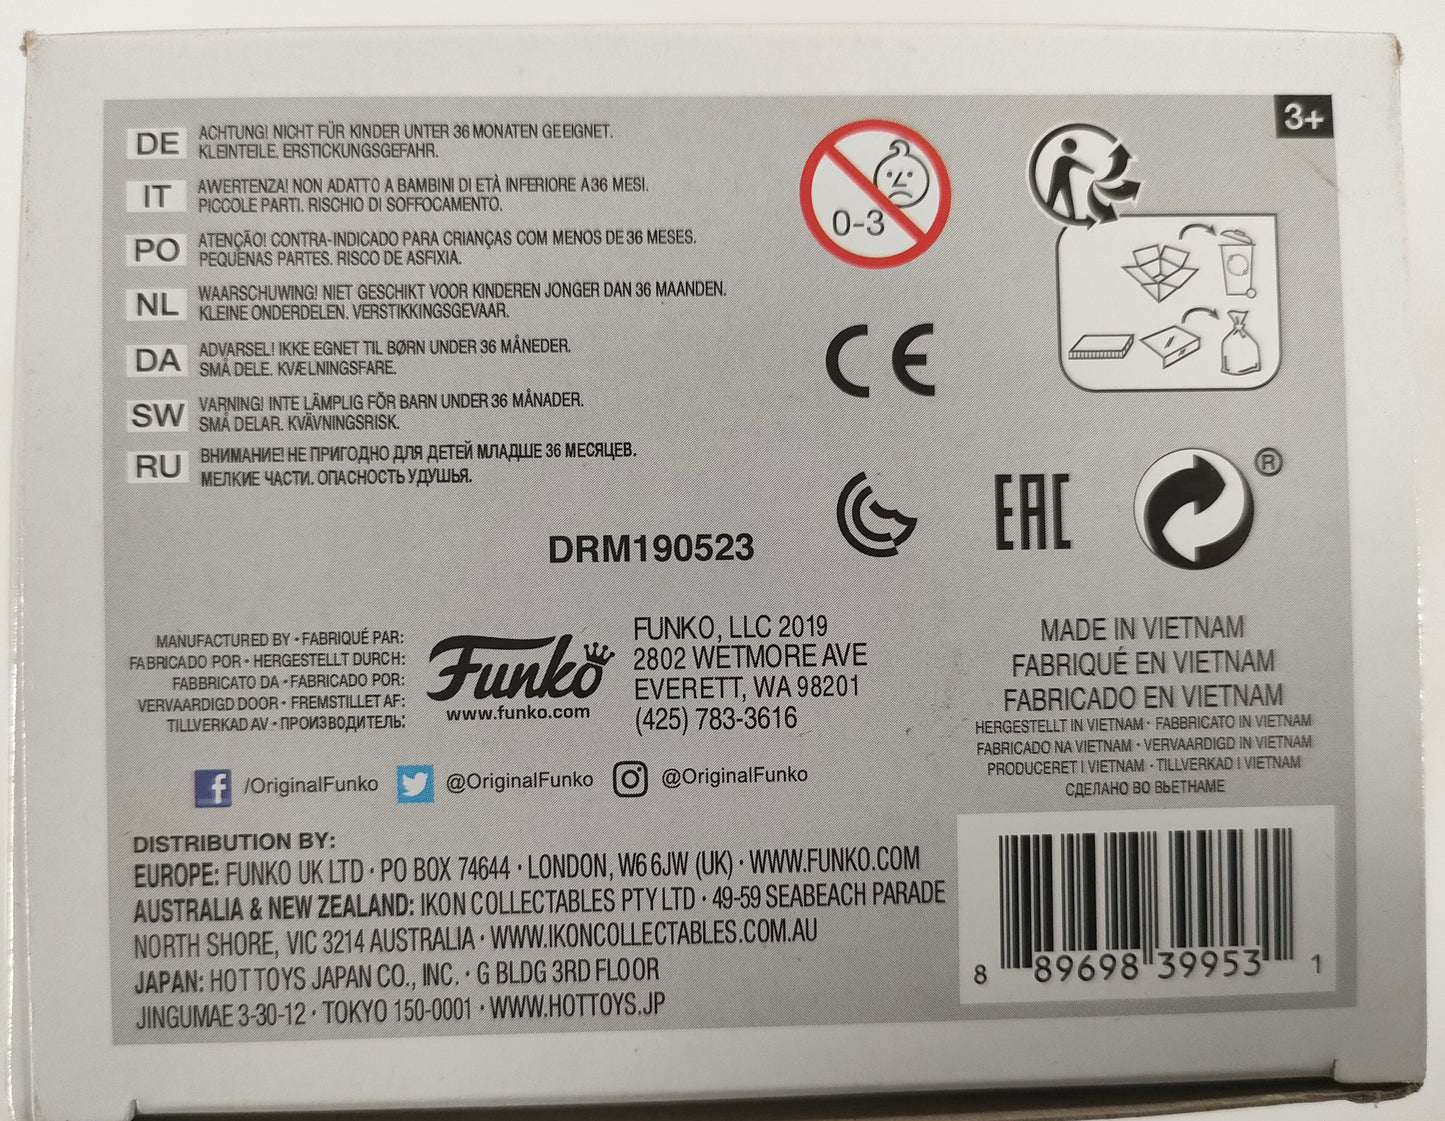 3+
DE
ACHTUNG! NICHT FÜR KINDER UNTER 36 MONATEN GEEIGNET.
KLEINTEILE. ERSTICKUNGSGEFAHR.
IT
AWERTENZA! NON ADATTO A BAMBINI DI ETÀ INFERIORE A 36 MESI.
PICCOLE PARTI. RISCHIO DI SOFFOCAMENTO.
PO
ATENÇÃO! CONTRA-INDICADO PARA CRIANÇAS COM MENOS DE 36 MESES.
PEQUENAS PARTES. RISCO DE ASFIXIA.
NL
WAARSCHUWING! NIET GESCHIKT VOOR KINDEREN JONGER DAN 36 MAANDEN.
KLEINE ONDERDELEN. VERSTIKKINGSGEVAAR.
DA
ADVARSEL! IKKE EGNET TIL BØRN UNDER 36 MÅNEDER.
SMÅ DELE. KVÆLNINGSFARE.
SW
VARNING! INTE LÄMPLIG FÖR BARN UNDER 36 MÅNADER.
SMÅ DELAR. KVÄVNINGSRISK.
RU
ВНИМАНИЕ! НЕ ПРИГОДНО ДЛЯ ДЕТЕЙ МЛАДШЕ 36 МЕСЯЦЕВ.
МЕЛКИЕ ЧАСТИ. ОПАСНОСТЬ УДУШЬЯ.
0-3
CE
EAC
®
DRM190523
MANUFACTURED BY • FABRIQUÉ PAR:
FABRICADO POR • HERGESTELLT DURCH:
FABBRICATO DA • FABRICADO POR:
VERVAARDIGD DOOR • FREMSTILLET AF:
TILLVERKAD AV • ПРОИЗВОДИТЕЛЬ:
Funko
www.funko.com
FUNKO, LLC 2019
2802 WETMORE AVE
EVERETT, WA 98201
(425) 783-3616
MADE IN VIETNAM
FABRIQUÉ EN VIETNAM
FABRICADO EN VIETNAM
HERGESTELLT IN VIETNAM • FABBRICATO IN VIETNAM
FABRICADO NA VIETNAM • VERVAARDIGD IN VIETNAM
PRODUCERET I VIETNAM • TILLVERKAD I VIETNAM
СДЕЛАНО ВО ВЬЕТНАМЕ
f /OriginalFunko @OriginalFunko @OriginalFunko
DISTRIBUTION BY:
EUROPE: FUNKO UK LTD • PO BOX 74644 • LONDON, W6 6JW (UK) • WWW.FUNKO.COM
AUSTRALIA & NEW ZEALAND: IKON COLLECTABLES PTY LTD • 49-59 SEABEACH PARADE
NORTH SHORE, VIC 3214 AUSTRALIA • WWW.IKONCOLLECTABLES.COM.AU
JAPAN: HOT TOYS JAPAN CO., INC. • G BLDG 3RD FLOOR
JINGUMAE 3-30-12 • TOKYO 150-0001 • WWW.HOTTOYS.JP
8 89698 39953 1